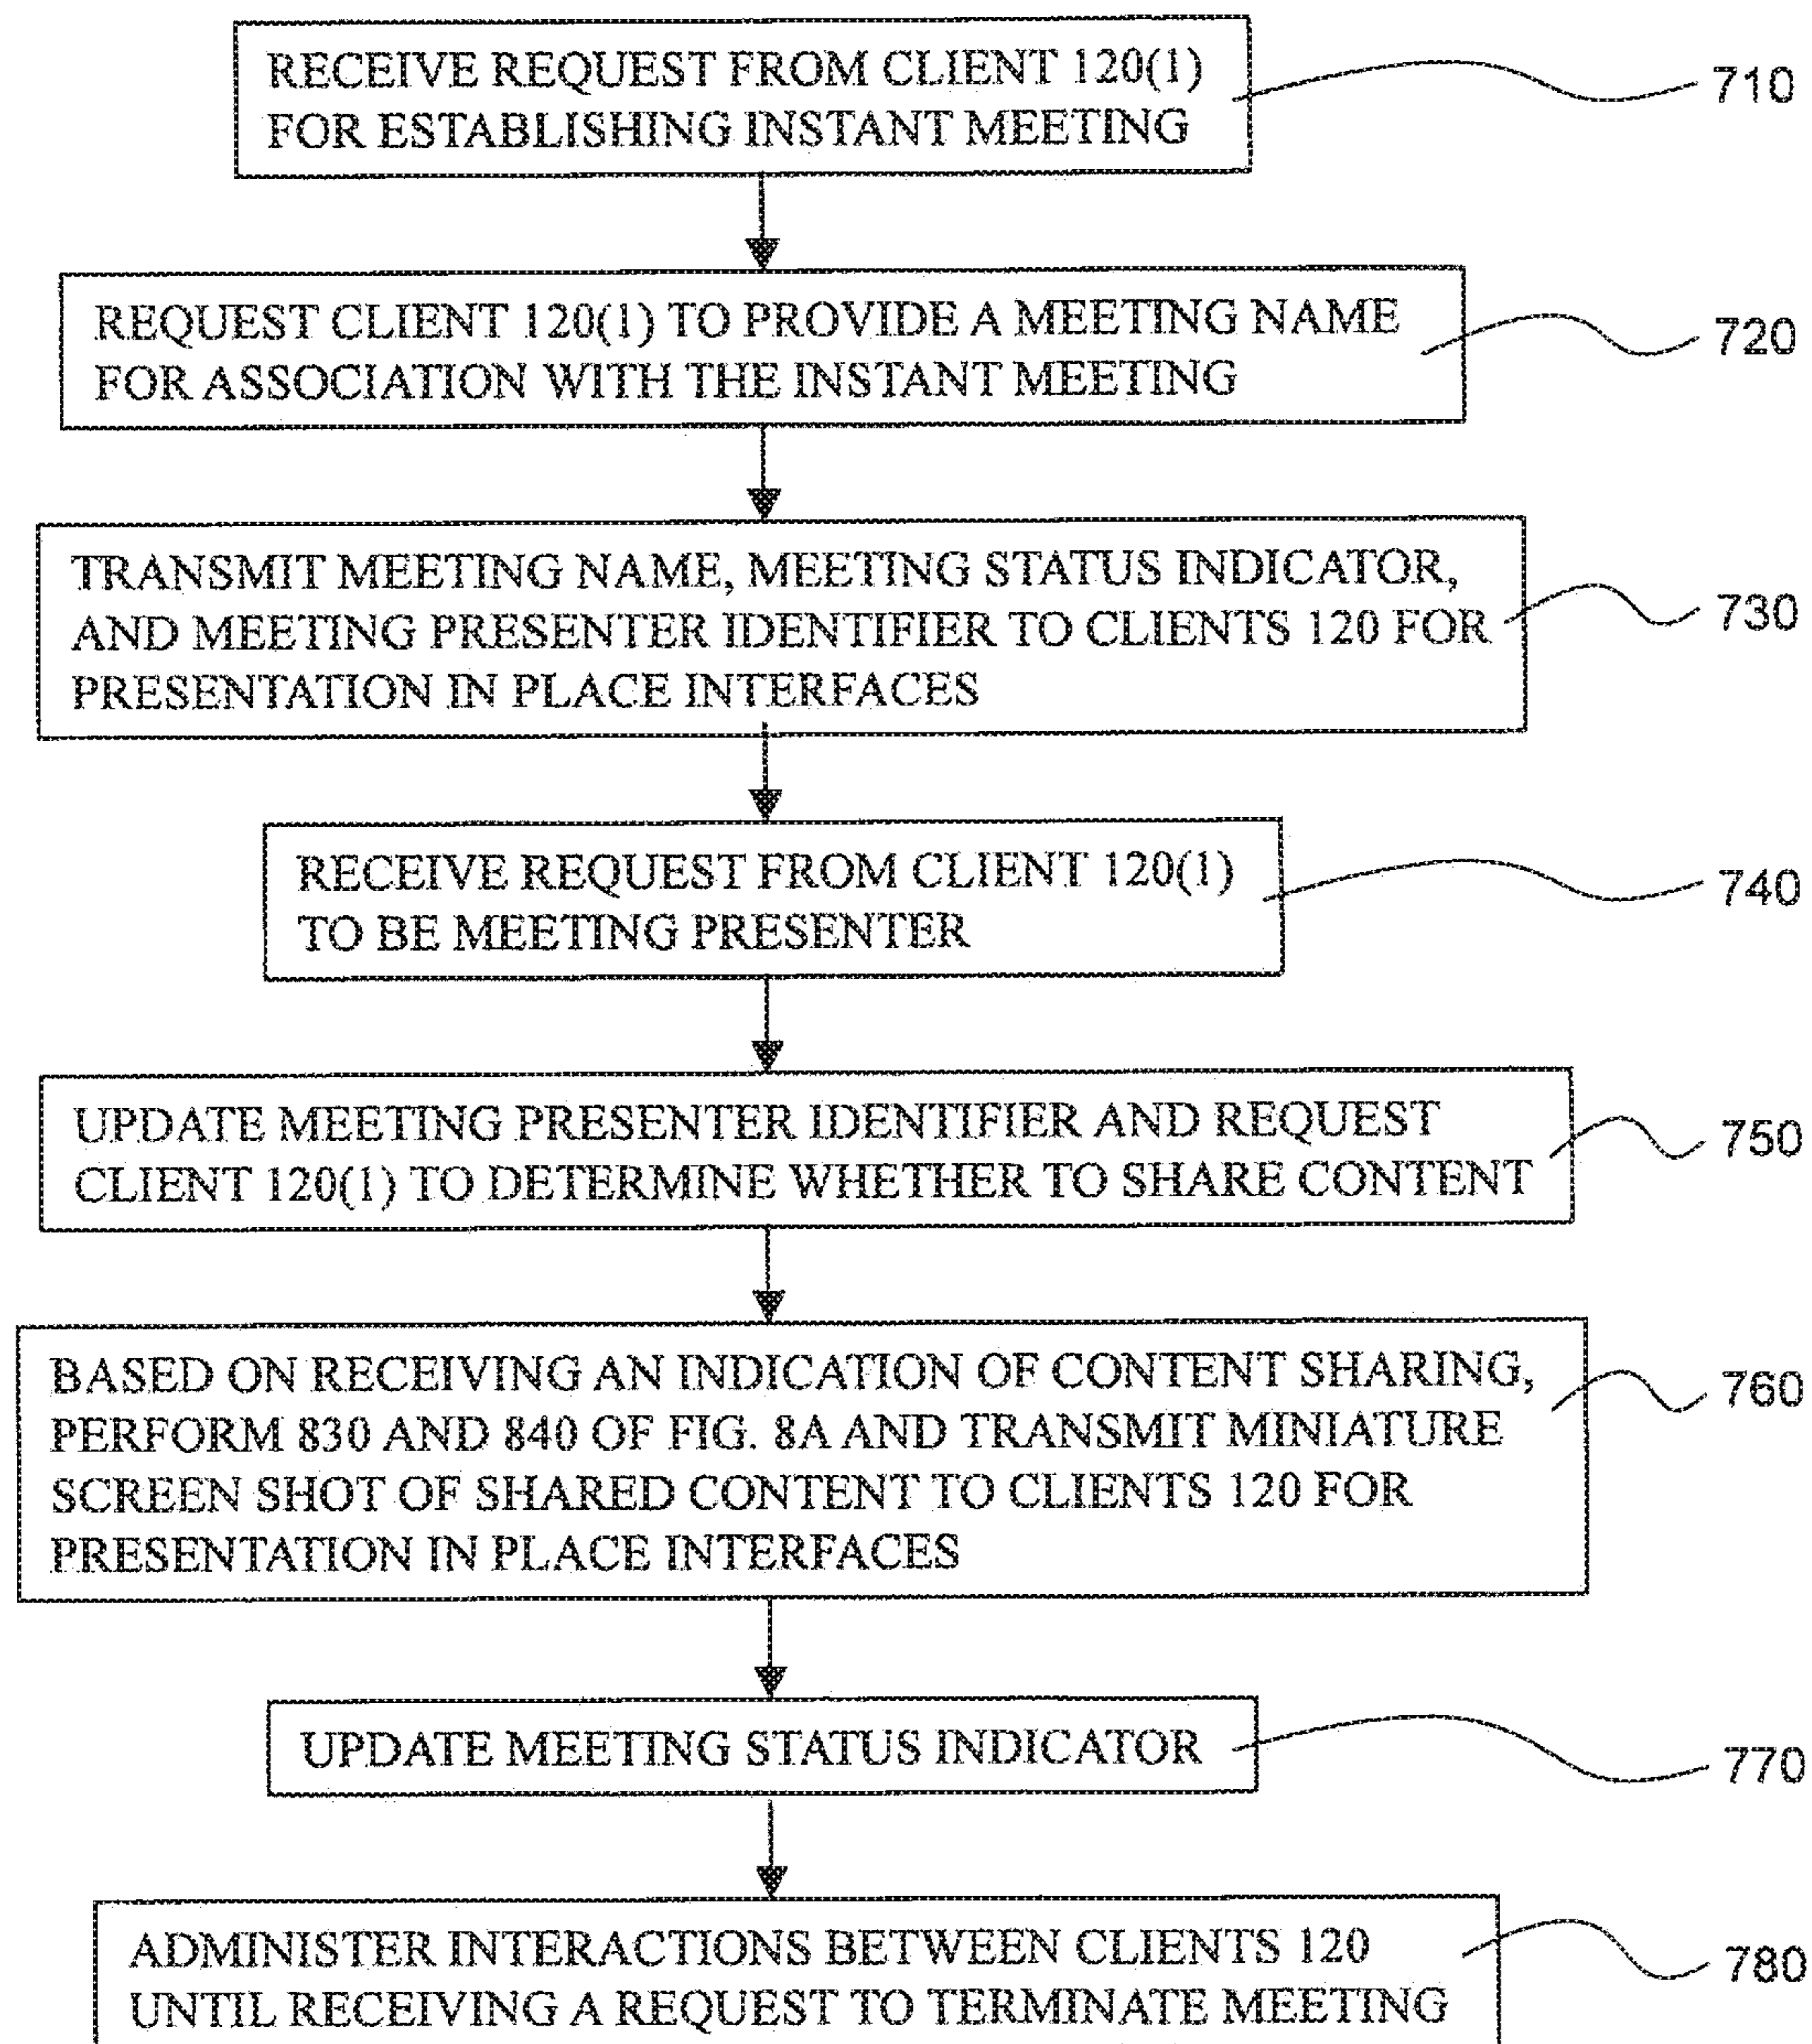 RECEIVE REQUEST FROM CLIENT 120(1)
FOR ESTABLISHING INSTANT MEETING
710
REQUEST CLIENT 120(1) TO PROVIDE A MEETING NAME
FOR ASSOCIATION WITH THE INSTANT MEETING
720
TRANSMIT MEETING NAME, MEETING STATUS INDICATOR,
AND MEETING PRESENTER IDENTIFIER TO CLIENTS 120 FOR
PRESENTATION IN PLACE INTERFACES
730
RECEIVE REQUEST FROM CLIENT 120(1)
TO BE MEETING PRESENTER
740
UPDATE MEETING PRESENTER IDENTIFIER AND REQUEST
CLIENT 120(1) TO DETERMINE WHETHER TO SHARE CONTENT
750
BASED ON RECEIVING AN INDICATION OF CONTENT SHARING,
PERFORM 830 AND 840 OF FIG. 8A AND TRANSMIT MINIATURE
SCREEN SHOT OF SHARED CONTENT TO CLIENTS 120 FOR
PRESENTATION IN PLACE INTERFACES
760
UPDATE MEETING STATUS INDICATOR
770
ADMINISTER INTERACTIONS BETWEEN CLIENTS 120
UNTIL RECEIVING A REQUEST TO TERMINATE MEETING
780